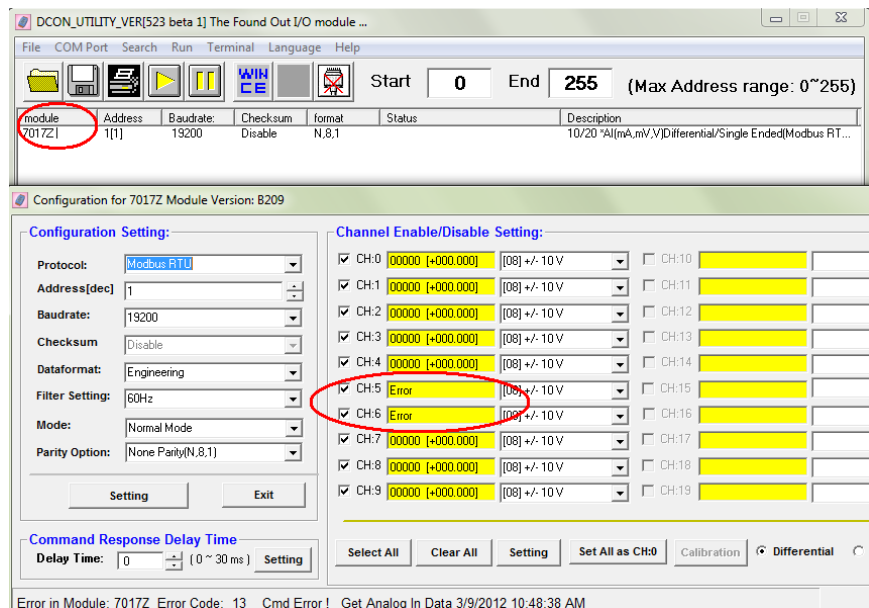 DCON_UTILITY_VER[523 beta 1] The Found Out I/O module ...
File COM Port Search Run Terminal Language Help
WIN CE Start 0 End 255 (Max Address range: 0~255)
module Address Baudrate: Checksum format Status Description
7017Z| 1[1] 19200 Disable N,8,1 10/20 *AI(mA,mV,V)Differential/Single Ended(Modbus RT...
Configuration for 7017Z Module Version: B209
Configuration Setting:
Protocol: Modbus RTU
Address[dec] 1
Baudrate: 19200
Checksum Disable
Dataformat: Engineering
Filter Setting: 60Hz
Mode: Normal Mode
Parity Option: None Parity(N,8,1)
Setting Exit
Command Response Delay Time
Delay Time: 0 ( 0 ~ 30 ms ) Setting
Channel Enable/Disable Setting:
CH:0 00000 [+000.000] [08] +/- 10 V CH:10
CH:1 00000 [+000.000] [08] +/- 10 V CH:11
CH:2 00000 [+000.000] [08] +/- 10 V CH:12
CH:3 00000 [+000.000] [08] +/- 10 V CH:13
CH:4 00000 [+000.000] [08] +/- 10 V CH:14
CH:5 Error [08] +/- 10 V CH:15
CH:6 Error [08] +/- 10 V CH:16
CH:7 00000 [+000.000] [08] +/- 10 V CH:17
CH:8 00000 [+000.000] [08] +/- 10 V CH:18
CH:9 00000 [+000.000] [08] +/- 10 V CH:19
Select All Clear All Setting Set All as CH:0 Calibration Differential
Error in Module: 7017Z Error Code: 13 Cmd Error ! Get Analog In Data 3/9/2012 10:48:38 AM